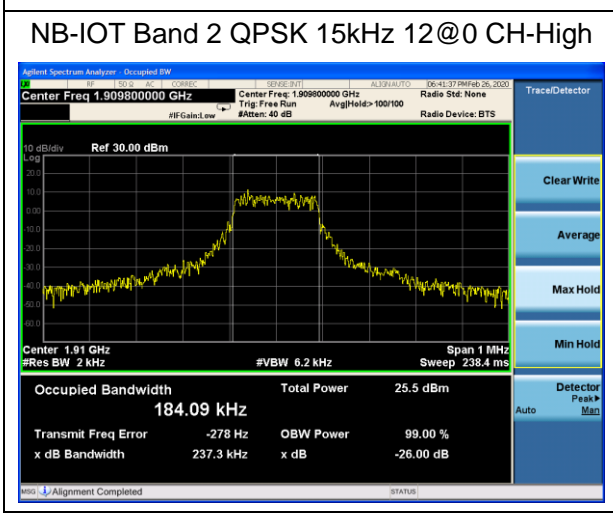 NB-IOT Band 2 QPSK 15kHz 12@0 CH-High
Agilent Spectrum Analyzer - Occupied BW
RF 50 Ω AC CORREC SENSE:INT ALIGNAUTO 06:41:37 PMFeb 26, 2020
Center Freq 1.909800000 GHz
Center Freq: 1.909800000 GHz
Radio Std: None
Trig: Free Run Avg|Hold:>100/100
#IFGain:Low #Atten: 40 dB Radio Device: BTS
Trace/Detector
10 dB/div Ref 30.00 dBm
Log
20.0
10.0
0.00
-10.0
-20.0
-30.0
-40.0
-50.0
-60.0
Clear Write
Average
Max Hold
Min Hold
Center 1.91 GHz Span 1 MHz
#Res BW 2 kHz #VBW 6.2 kHz Sweep 238.4 ms
Occupied Bandwidth Total Power 25.5 dBm
184.09 kHz
Transmit Freq Error -278 Hz OBW Power 99.00 %
x dB Bandwidth 237.3 kHz x dB -26.00 dB
Detector
Peak▶
Auto Man
MSG Alignment Completed STATUS